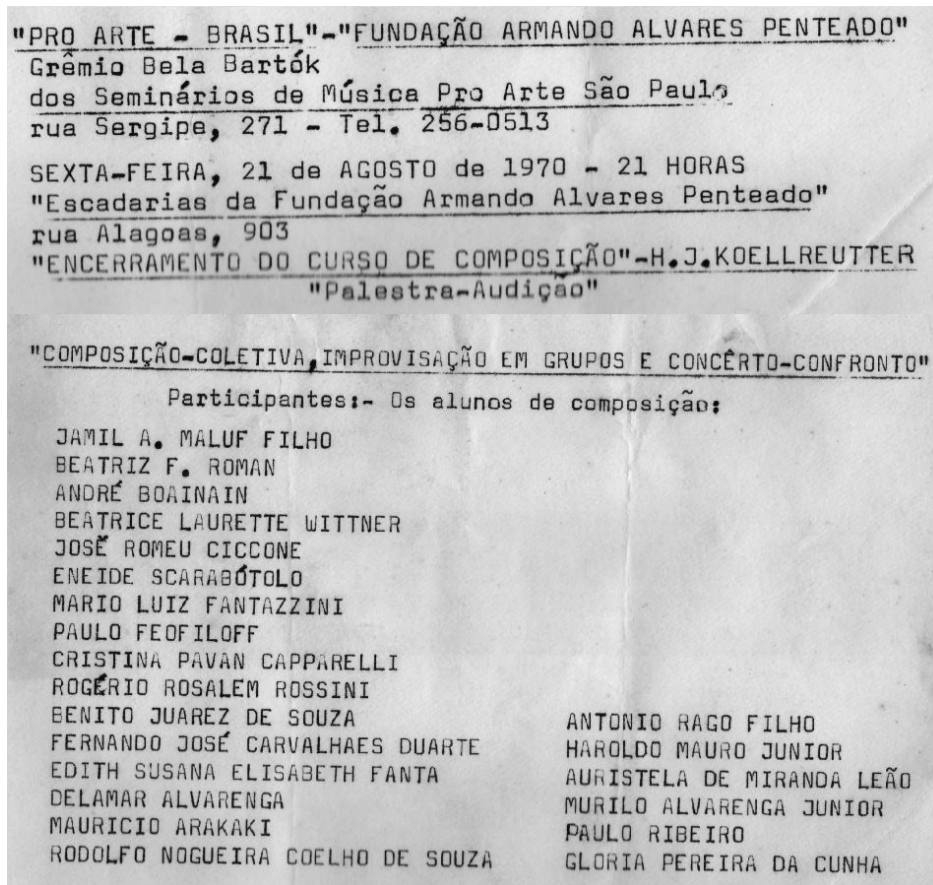 "PRO ARTE - BRASIL"-"FUNDAÇÃO ARMANDO ALVARES PENTEADO"
Grêmio Bela Bartók
dos Seminários de Música Pro Arte São Paulo
rua Sergipe, 271 - Tel. 256-0513
SEXTA-FEIRA, 21 de AGOSTO de 1970 - 21 HORAS
"Escadarias da Fundação Armando Alvares Penteado"
rua Alagoas, 903
"ENCERRAMENTO DO CURSO DE COMPOSIÇÃO"-H.J.KOELLREUTTER
"Palestra-Audição"
"COMPOSIÇÃO-COLETIVA,IMPROVISAÇÃO EM GRUPOS E CONCÊRTO-CONFRONTO"
Participantes:- Os alunos de composição:
JAMIL A. MALUF FILHO
BEATRIZ F. ROMAN
ANDRÉ BOAINAIN
BEATRICE LAURETTE WITTNER
JOSÉ ROMEU CICCONE
ENEIDE SCARABÓTOLO
MARIO LUIZ FANTAZZINI
PAULO FEOFILOFF
CRISTINA PAVAN CAPPARELLI
ROGÉRIO ROSALEM ROSSINI
BENITO JUAREZ DE SOUZA
FERNANDO JOSÉ CARVALHAES DUARTE
EDITH SUSANA ELISABETH FANTA
DELAMAR ALVARENGA
MAURICIO ARAKAKI
RODOLFO NOGUEIRA COELHO DE SOUZA
ANTONIO RAGO FILHO
HAROLDO MAURO JUNIOR
AURISTELA DE MIRANDA LEÃO
MURILO ALVARENGA JUNIOR
PAULO RIBEIRO
GLORIA PEREIRA DA CUNHA